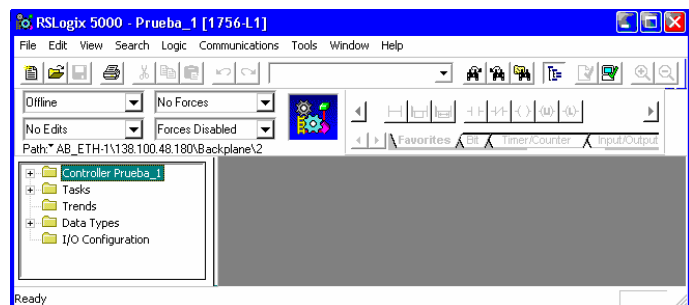 RSLogix 5000 - Prueba_1 [1756-L1]
File Edit View Search Logic Communications Tools Window Help
Offline No Forces
No Edits Forces Disabled
Path: AB_ETH-1\138.100.48.180\Backplane\2
Favorites Bit Timer/Counter Input/Output
Controller Prueba_1
Tasks
Trends
Data Types
I/O Configuration
Ready